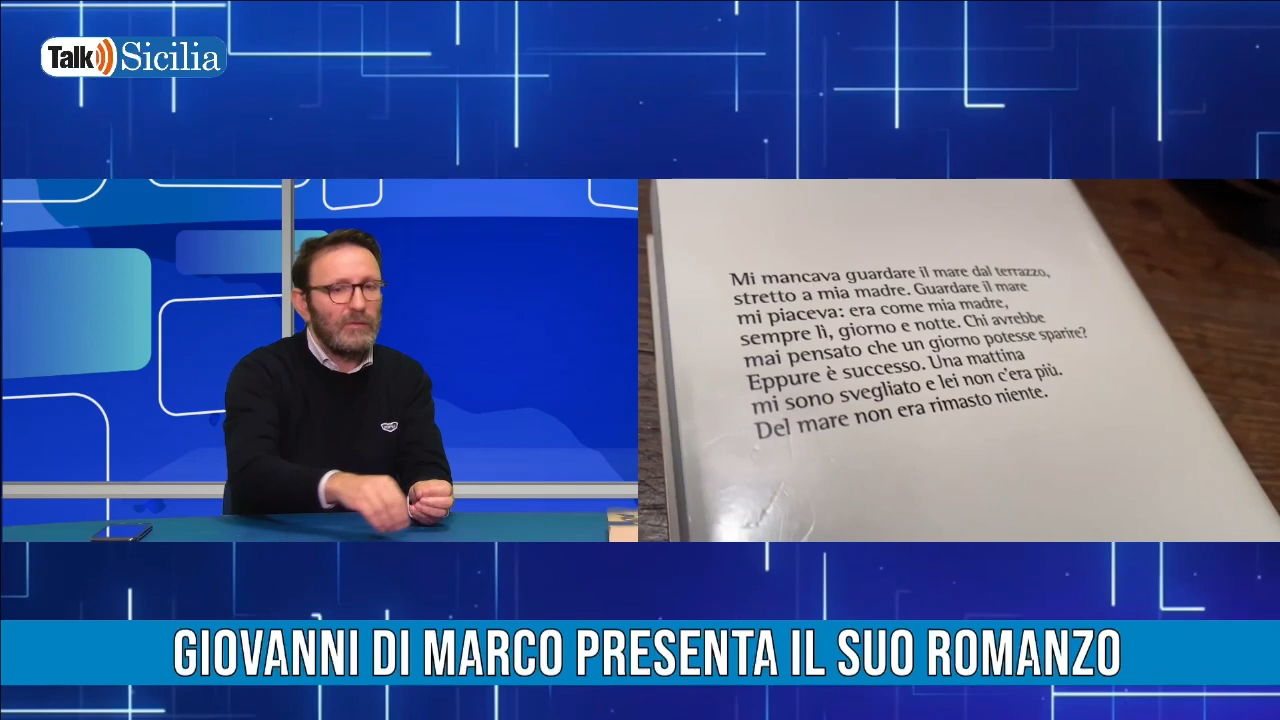 Talk Sicilia
Mi mancava guardare il mare dal terrazzo,
stretto a mia madre. Guardare il mare
mi piaceva: era come mia madre,
sempre lì, giorno e notte. Chi avrebbe
mai pensato che un giorno potesse sparire?
Eppure è successo. Una mattina
mi sono svegliato e lei non c'era più.
Del mare non era rimasto niente.
GIOVANNI DI MARCO PRESENTA IL SUO ROMANZO